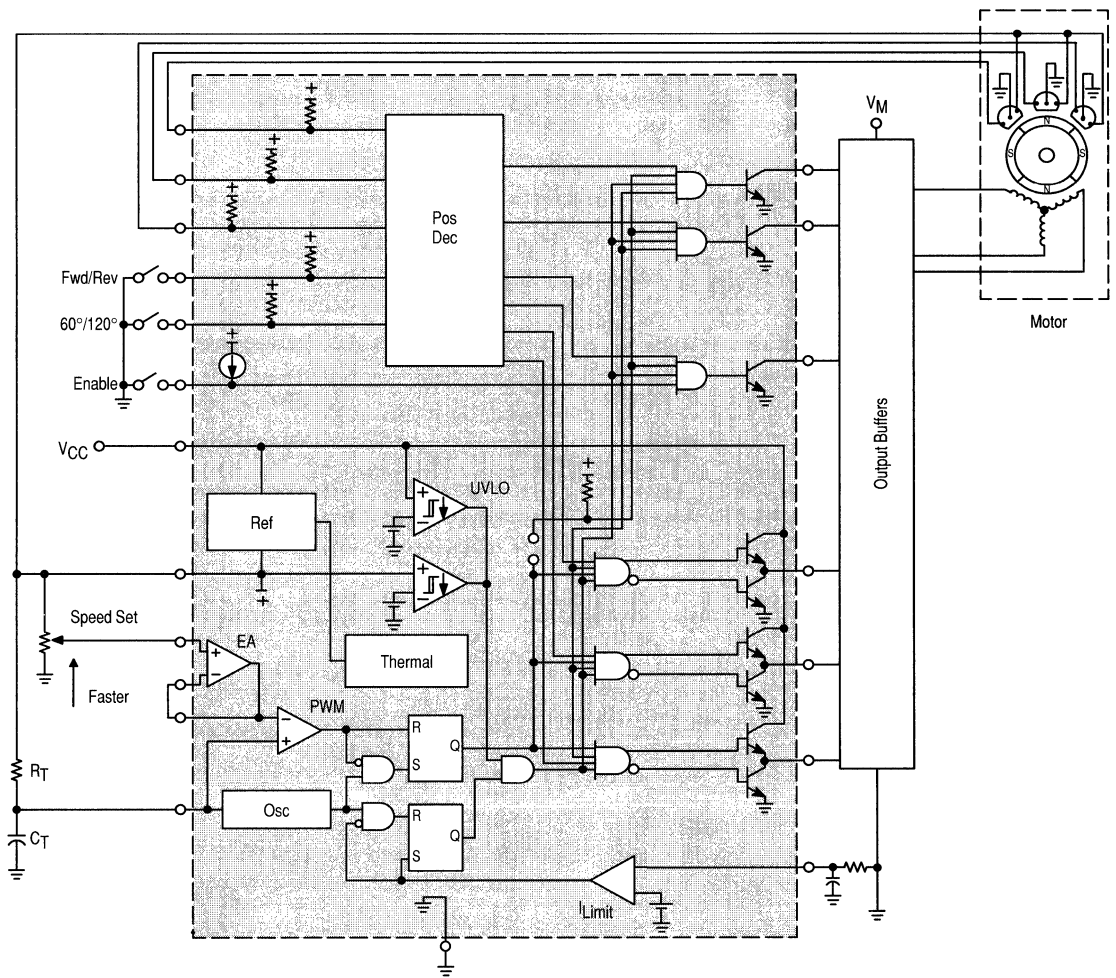 VM
N
S
S
N
Motor
Pos
Dec
Fwd/Rev
60°/120°
Enable
VCC
Output Buffers
+
+
+
+
+
+
+
UVLO
+
−
Ref
+
−
+
Speed Set
EA
+
−
Thermal
Faster
PWM
−
+
R
Q
S
RT
Osc
R
Q
S
CT
ILimit